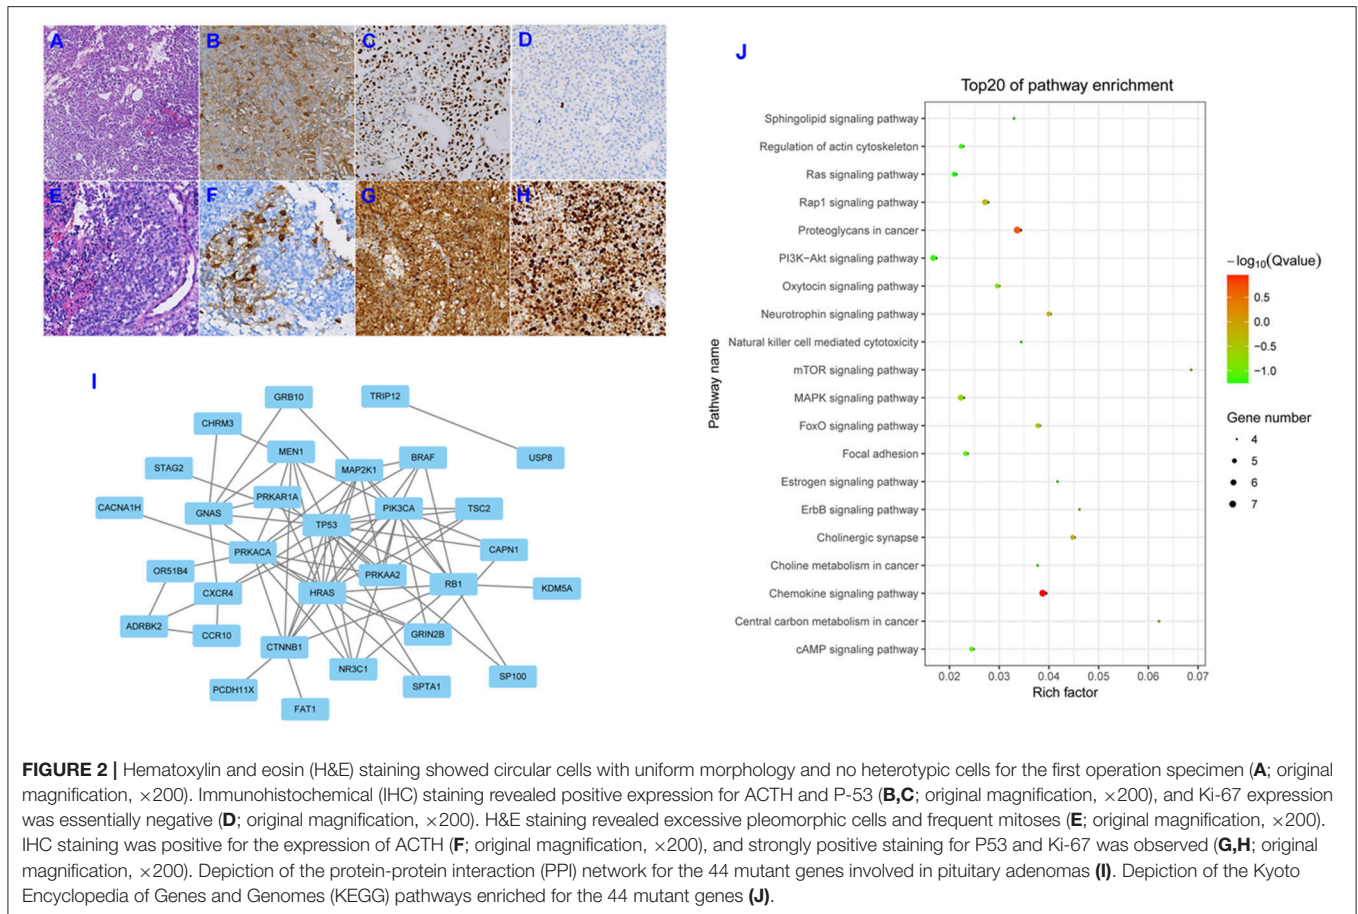 A
B
C
D
E
F
G
H
J
Top20 of pathway enrichment
Pathway name
Sphingolipid signaling pathway
Regulation of actin cytoskeleton
Ras signaling pathway
Rap1 signaling pathway
Proteoglycans in cancer
PI3K−Akt signaling pathway
Oxytocin signaling pathway
Neurotrophin signaling pathway
Natural killer cell mediated cytotoxicity
mTOR signaling pathway
MAPK signaling pathway
FoxO signaling pathway
Focal adhesion
Estrogen signaling pathway
ErbB signaling pathway
Cholinergic synapse
Choline metabolism in cancer
Chemokine signaling pathway
Central carbon metabolism in cancer
cAMP signaling pathway
0.02 0.03 0.04 0.05 0.06 0.07
Rich factor
−log10(Qvalue)
0.5
0.0
−0.5
−1.0
Gene number
4
5
6
7
I
GRB10
TRIP12
CHRM3
MEN1
BRAF
USP8
STAG2
MAP2K1
PRKAR1A
CACNA1H
GNAS
PIK3CA
TSC2
TP53
PRKACA
CAPN1
OR51B4
PRKAA2
CXCR4
HRAS
RB1
KDM5A
ADRBK2
CCR10
GRIN2B
CTNNB1
NR3C1
SP100
PCDH11X
SPTA1
FAT1
FIGURE 2 | Hematoxylin and eosin (H&E) staining showed circular cells with uniform morphology and no heterotypic cells for the first operation specimen (A; original
magnification, ×200). Immunohistochemical (IHC) staining revealed positive expression for ACTH and P-53 (B,C; original magnification, ×200), and Ki-67 expression
was essentially negative (D; original magnification, ×200). H&E staining revealed excessive pleomorphic cells and frequent mitoses (E; original magnification, ×200).
IHC staining was positive for the expression of ACTH (F; original magnification, ×200), and strongly positive staining for P53 and Ki-67 was observed (G,H; original
magnification, ×200). Depiction of the protein-protein interaction (PPI) network for the 44 mutant genes involved in pituitary adenomas (I). Depiction of the Kyoto
Encyclopedia of Genes and Genomes (KEGG) pathways enriched for the 44 mutant genes (J).